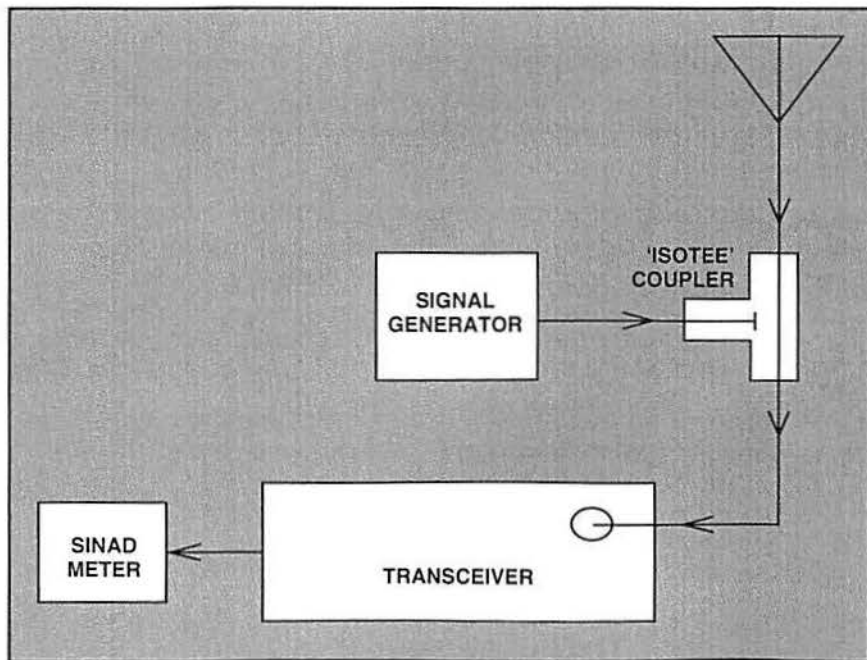 'ISOTEE'
COUPLER
SIGNAL
GENERATOR
SINAD
METER
TRANSCEIVER